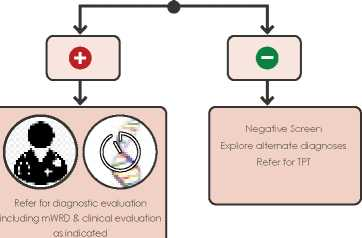 Refer for diagnostic evaluation
including mWRD & clinical evaluation
as indicated
Negative Screen
Explore alternate diagnoses
Refer for TPT